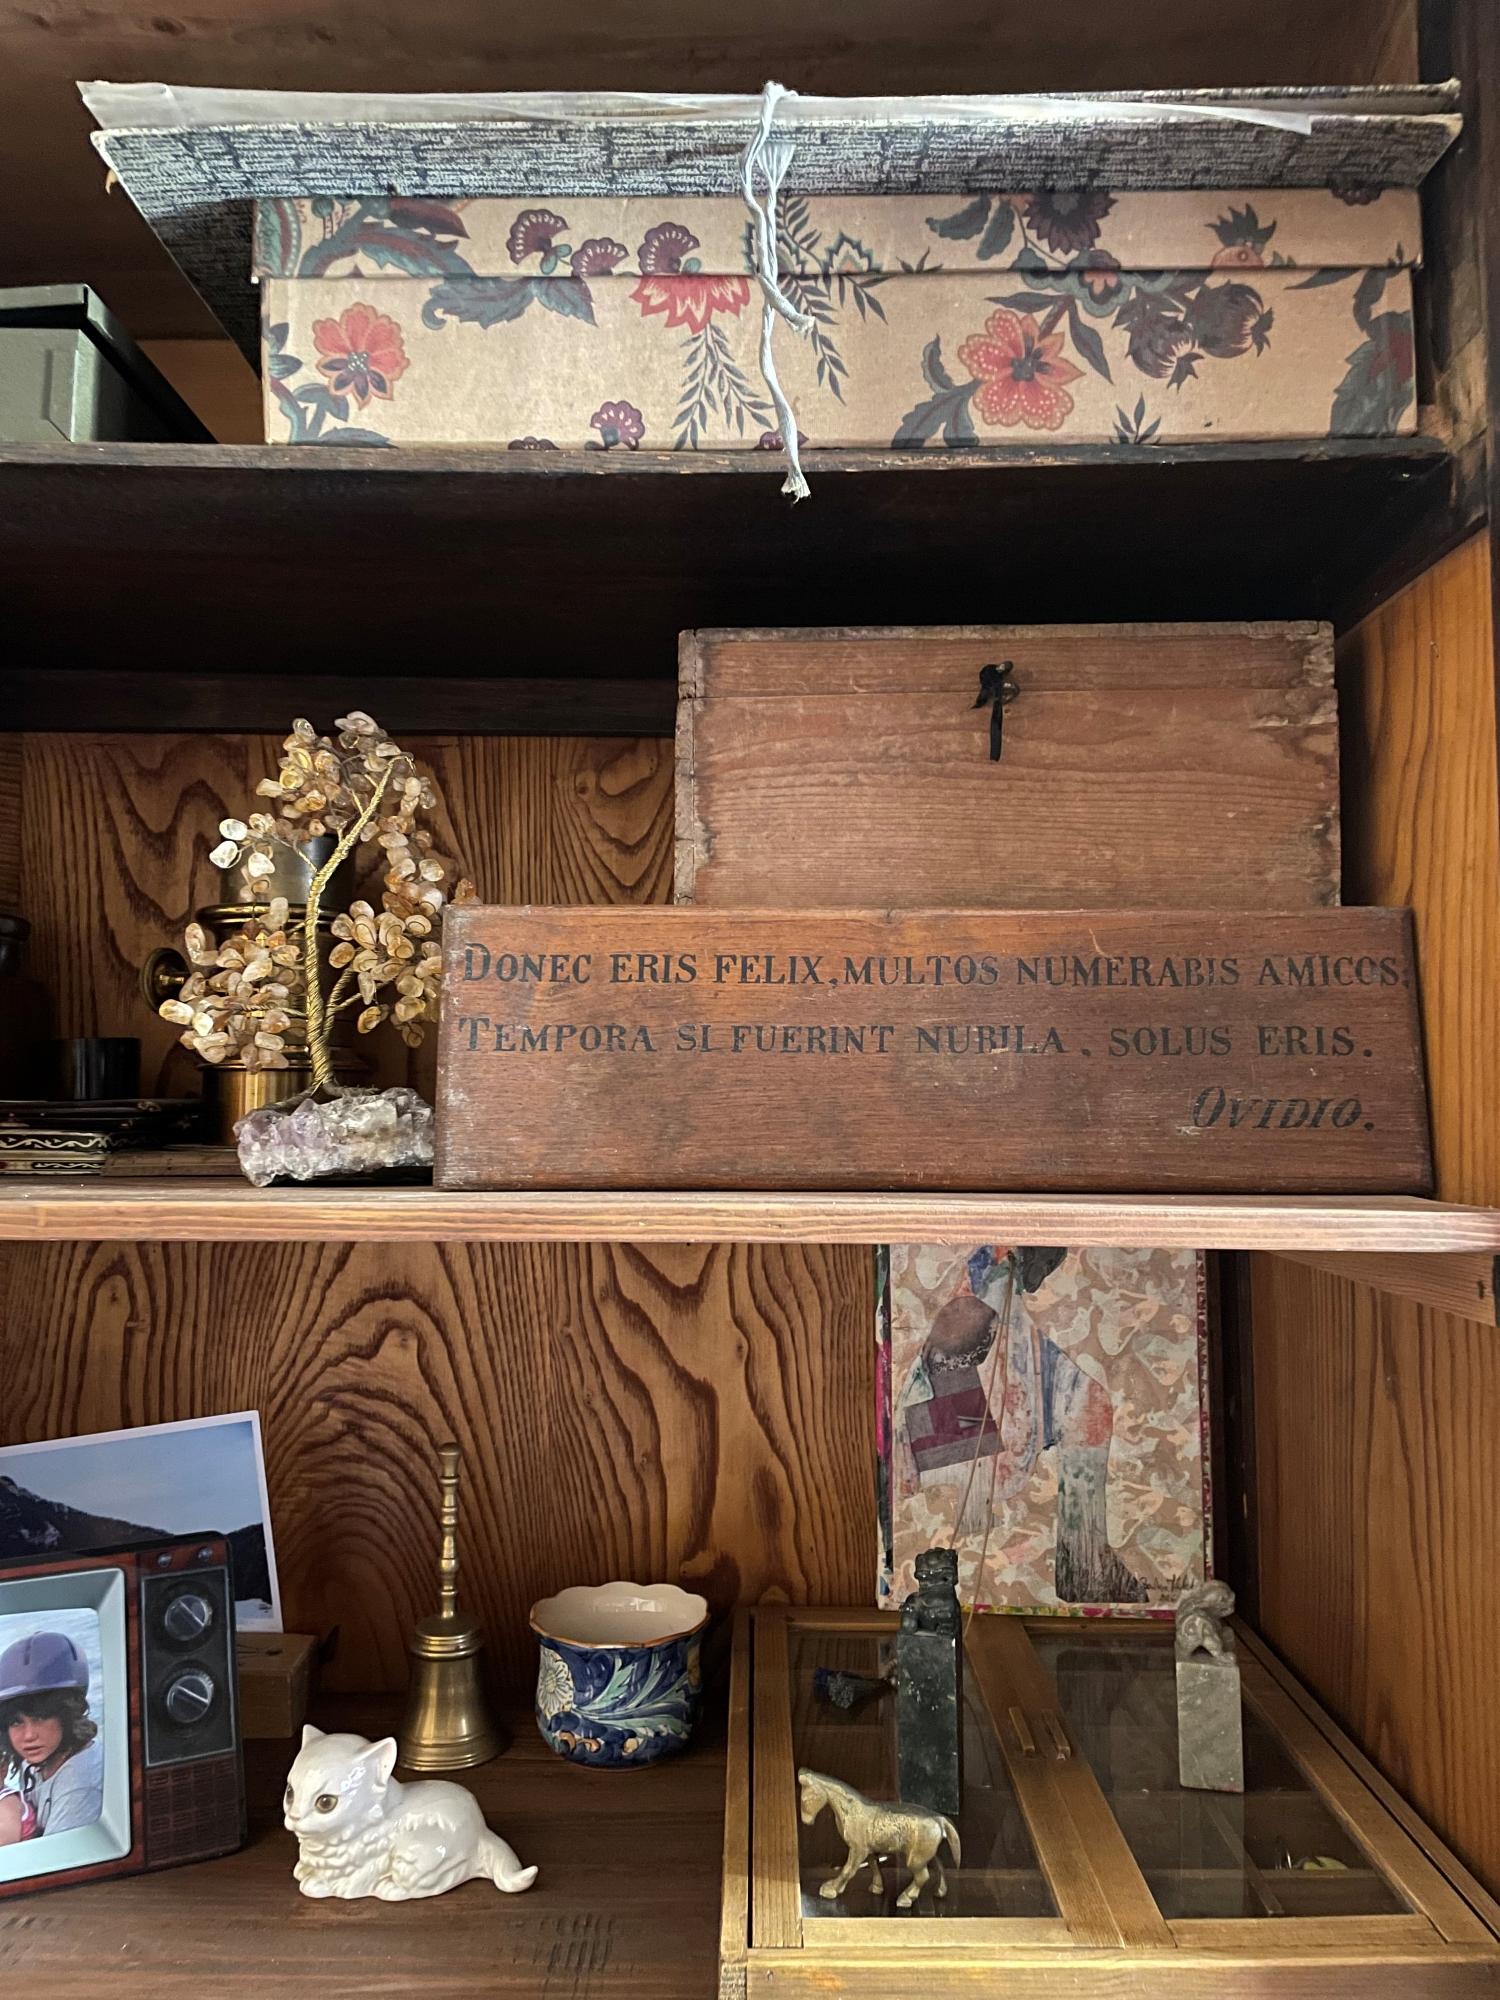 DONEC ERIS FELIX, MULTOS NUMERABIS AMICOS.
TEMPORA SI FUERINT NUBILA, SOLUS ERIS.
OVIDIO.